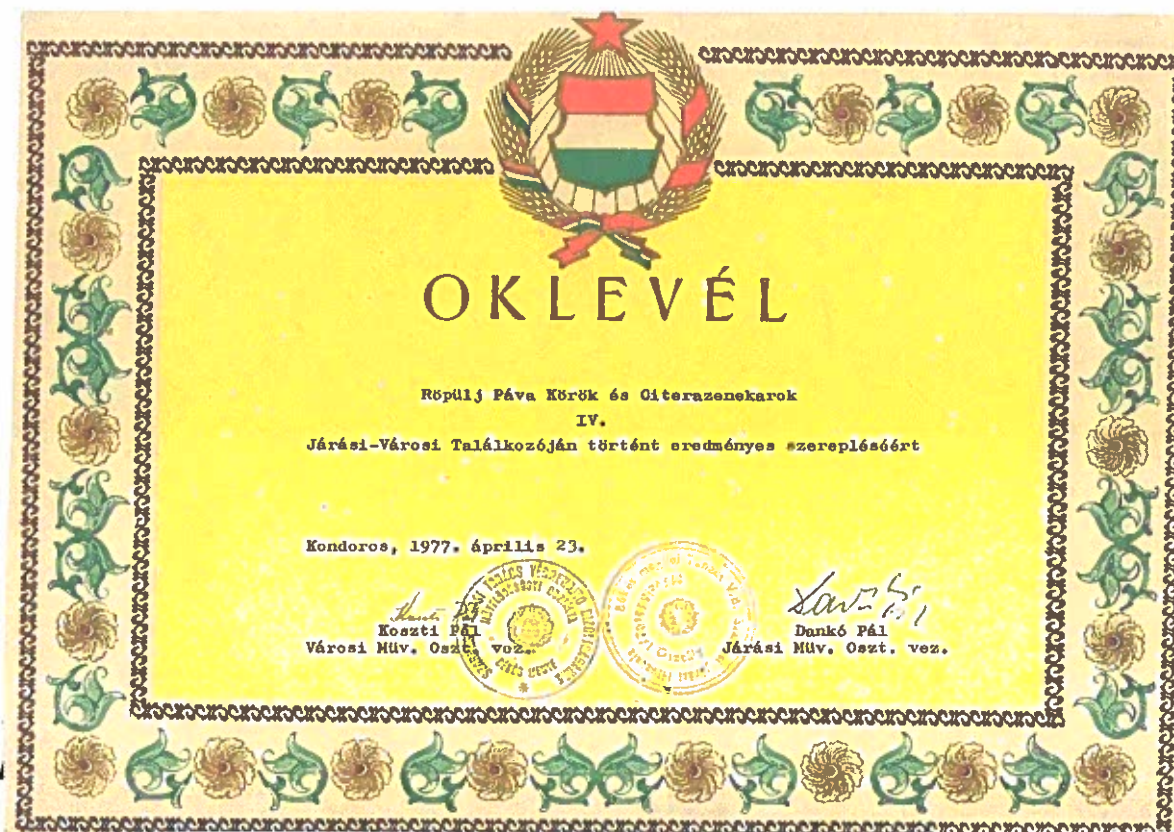 OKLEVÉL
Röpülj Páva Körök és Citerazenekarok
IV.
Járási-Városi Találkozóján történt eredményes szerepléséért
Kondoros, 1977. április 23.
Koszti Pál
Városi Müv. Oszt. vez.
Dankó Pál
Járási Müv. Oszt. vez.